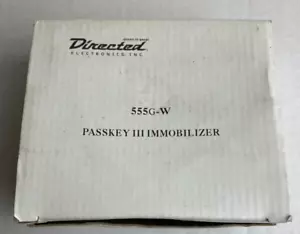 Directed
ELECTRONICS, INC.
555G-W
PASSKEY III IMMOBILIZER